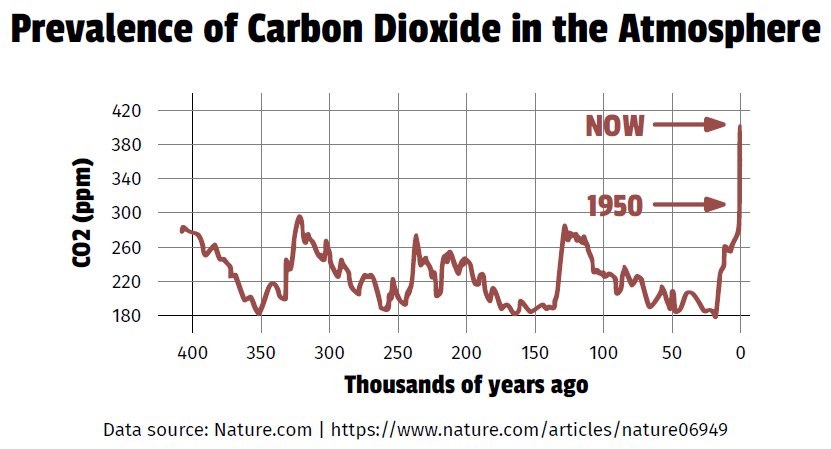 Prevalence of Carbon Dioxide in the Atmosphere
420
NOW
380
340
1950
300
260
220
180
CO2 (ppm)
400 350 300 250 200 150 100 50 0
Thousands of years ago
Data source: Nature.com | https://www.nature.com/articles/nature06949